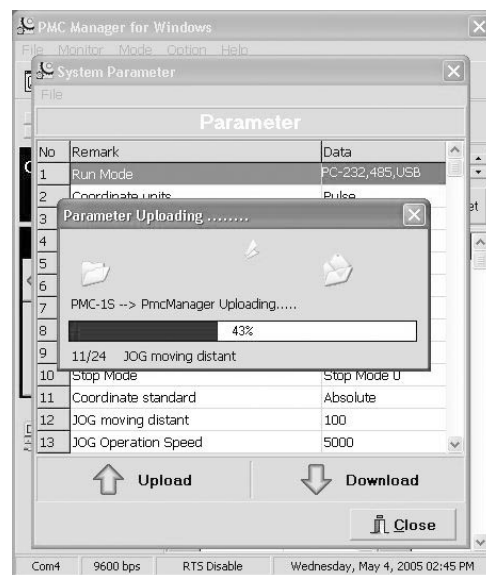 PMC Manager for Windows
File Monitor Mode Option Help
System Parameter
File
Parameter
No Remark Data
1 Run Mode PC-232,485,USB
2 Coordinate units Pulse
3
Parameter Uploading ........
4
5
6
7
PMC-1S --> PmcManager Uploading.....
8
43%
9
11/24 JOG moving distant
10 Stop Mode Stop Mode 0
11 Coordinate standard Absolute
12 JOG moving distant 100
13 JOG Operation Speed 5000
Upload Download
Close
Com4 9600 bps RTS Disable Wednesday, May 4, 2005 02:45 PM